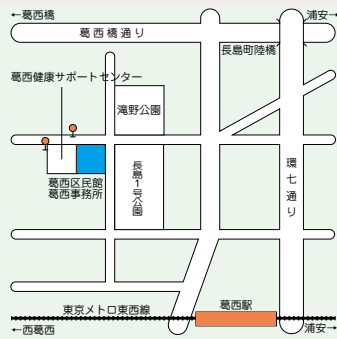 ←葛西橋
浦安→
葛西橋通り
長島町陸橋
葛西健康サポートセンター
滝野公園
葛西区民館
葛西事務所
長島1号公園
環七通り
東京メトロ東西線
葛西駅
←西葛西
浦安→